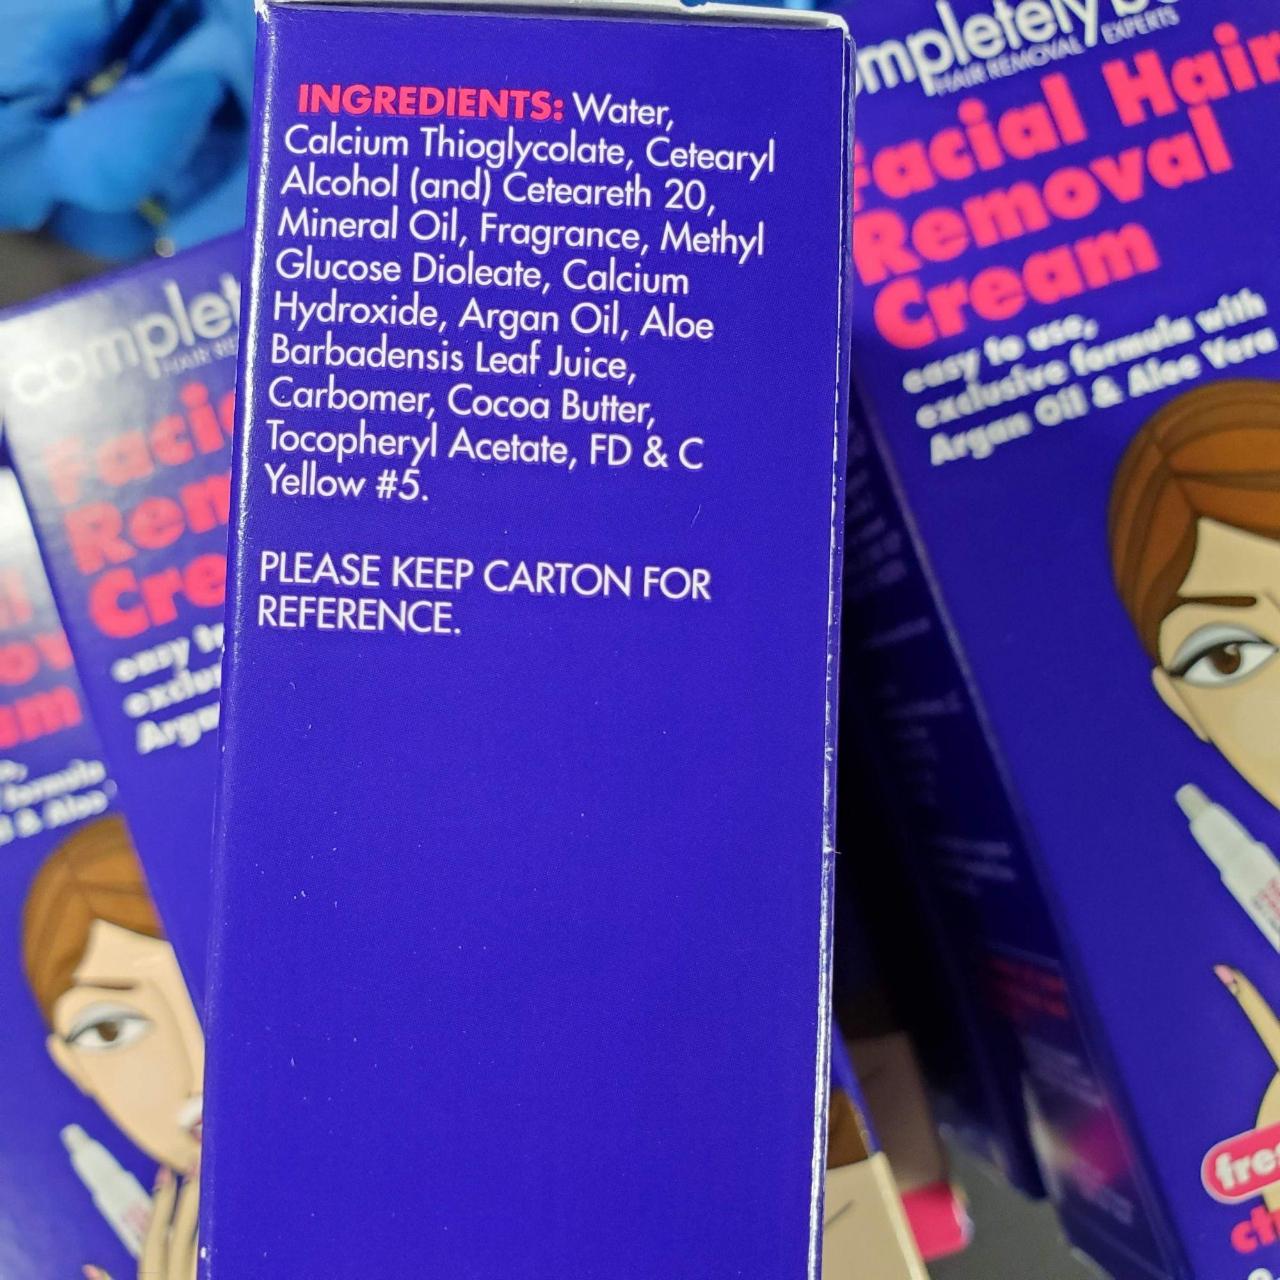 INGREDIENTS: Water,
Calcium Thioglycolate, Cetearyl
Alcohol (and) Ceteareth 20,
Mineral Oil, Fragrance, Methyl
Glucose Dioleate, Calcium
Hydroxide, Argan Oil, Aloe
Barbadensis Leaf Juice,
Carbomer, Cocoa Butter,
Tocopheryl Acetate, FD & C
Yellow #5.
PLEASE KEEP CARTON FOR
REFERENCE.
HAIR REMOVAL EXPERTS
Facial Hair
Removal
Cream
easy to use,
exclusive formula with
Argan Oil & Aloe Vera